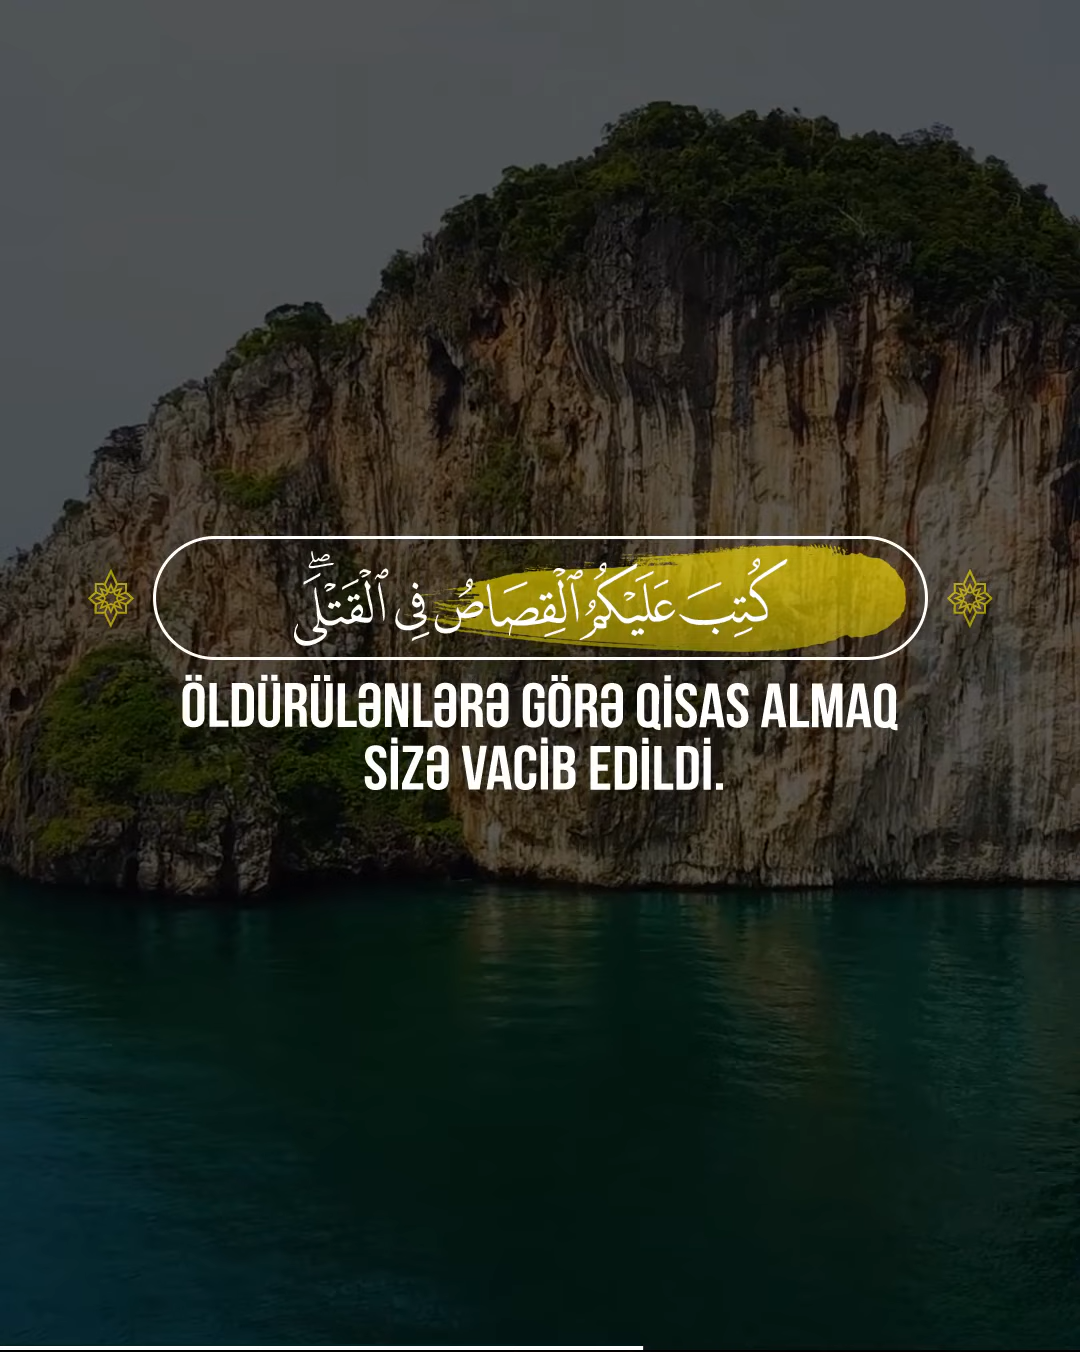 كُتِبَ عَلَيۡكُمُ ٱلۡقِصَاصُ فِي ٱلۡقَتۡلَىۖ
ÖLDÜRÜLƏNLƏRƏ GÖRƏ QİSAS ALMAQ
SİZƏ VACİB EDİLDİ.